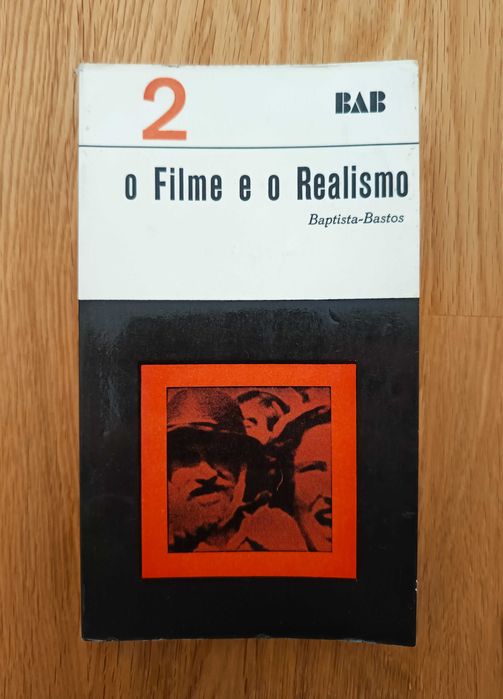 2
BAB
o Filme e o Realismo
Baptista-Bastos